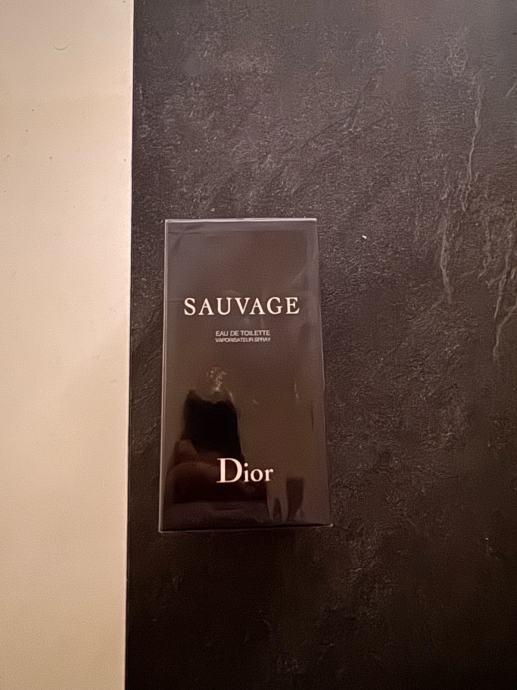 SAUVAGE
EAU DE TOILETTE
VAPORISATEUR SPRAY
Dior